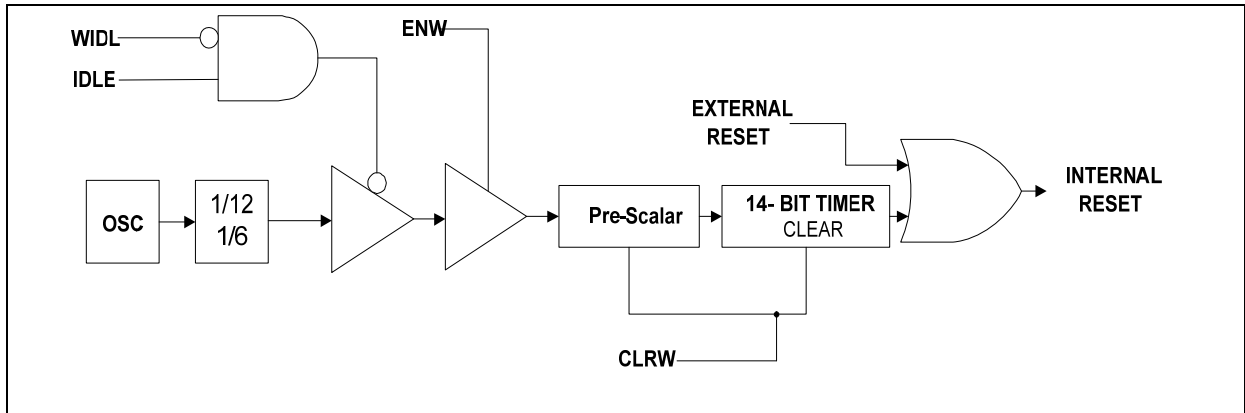 WIDL
IDLE
ENW
EXTERNAL
RESET
OSC
1/12
1/6
Pre-Scalar
14- BIT TIMER
CLEAR
INTERNAL
RESET
CLRW